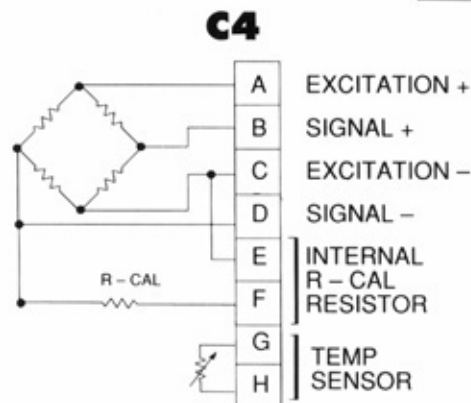 C4
A EXCITATION +
B SIGNAL +
C EXCITATION –
D SIGNAL –
E INTERNAL
R – CAL
F RESISTOR
R – CAL
G TEMP
H SENSOR